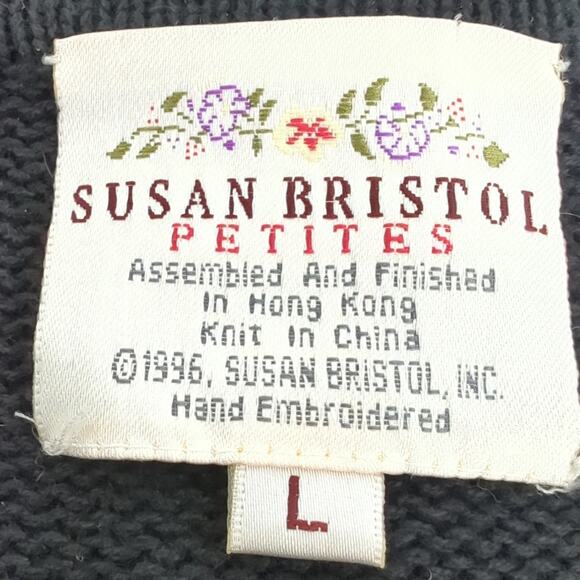 SUSAN BRISTOL
PETITES
Assembled And Finished
In Hong Kong
Knit In China
©1996, SUSAN BRISTOL, INC.
Hand Embroidered
L